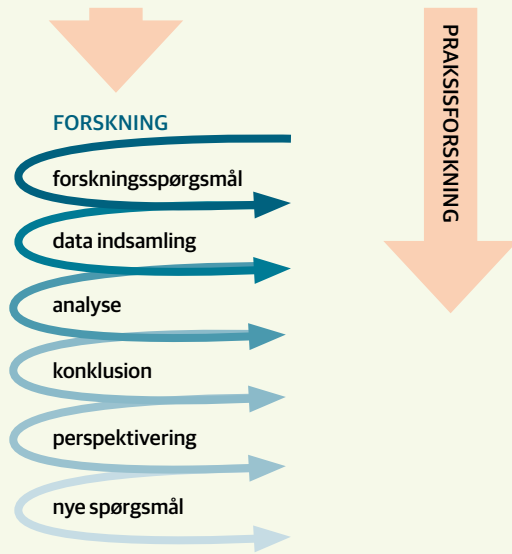 FORSKNING
forskningsspørgsmål
data indsamling
analyse
konklusion
perspektivering
nye spørgsmål
PRAKSISFORSKNING